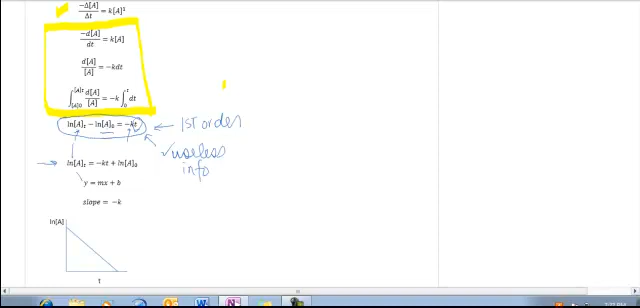 -Δ[A]/Δt = k[A]¹
-d[A]/dt = k[A]
d[A]/[A] = -kdt
∫_{[A]0}^{[A]t} d[A]/[A] = -k ∫_0^t dt
ln[A]ₜ - ln[A]₀ = -kt ← 1st order
✓ useless
info
ln[A]ₜ = -kt + ln[A]₀
y = mx + b
slope = -k
ln[A]
t